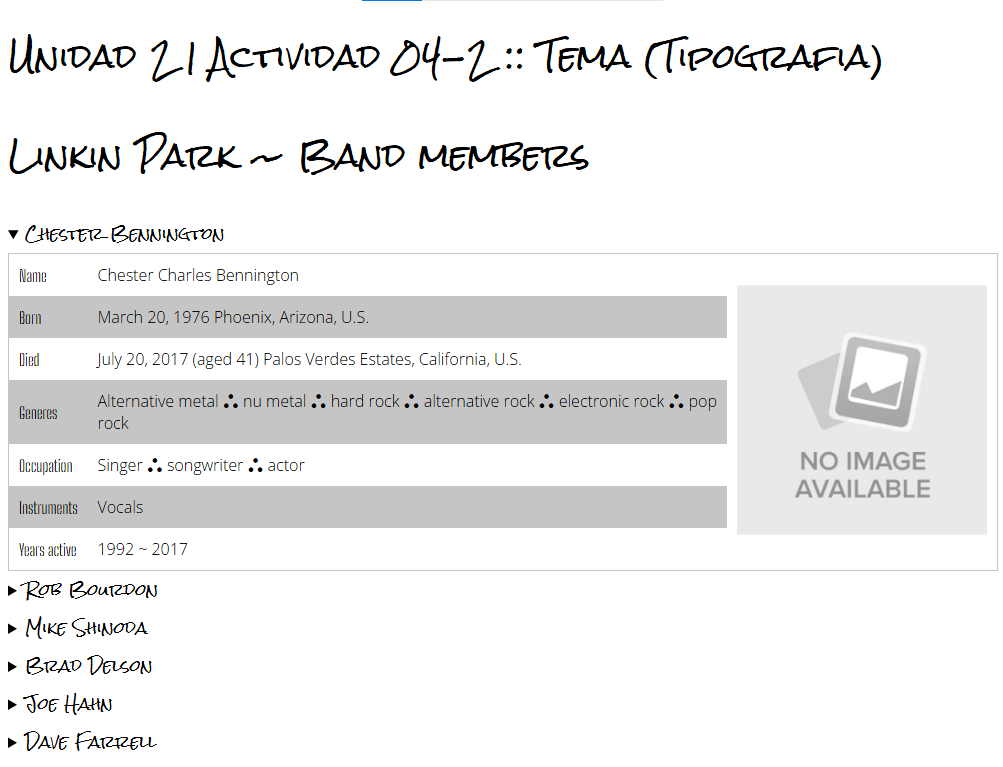 Unidad 2 | Actividad 04-2 :: Tema (Tipografia)
Linkin Park ~ Band members
▼ Chester Bennington
Name Chester Charles Bennington
Born March 20, 1976 Phoenix, Arizona, U.S.
Died July 20, 2017 (aged 41) Palos Verdes Estates, California, U.S.
Generes Alternative metal ⛬ nu metal ⛬ hard rock ⛬ alternative rock ⛬ electronic rock ⛬ pop
rock
Occupation Singer ⛬ songwriter ⛬ actor
Instruments Vocals
Years active 1992 ~ 2017
NO IMAGE
AVAILABLE
▶ Rob Bourdon
▶ Mike Shinoda
▶ Brad Delson
▶ Joe Hahn
▶ Dave Farrell